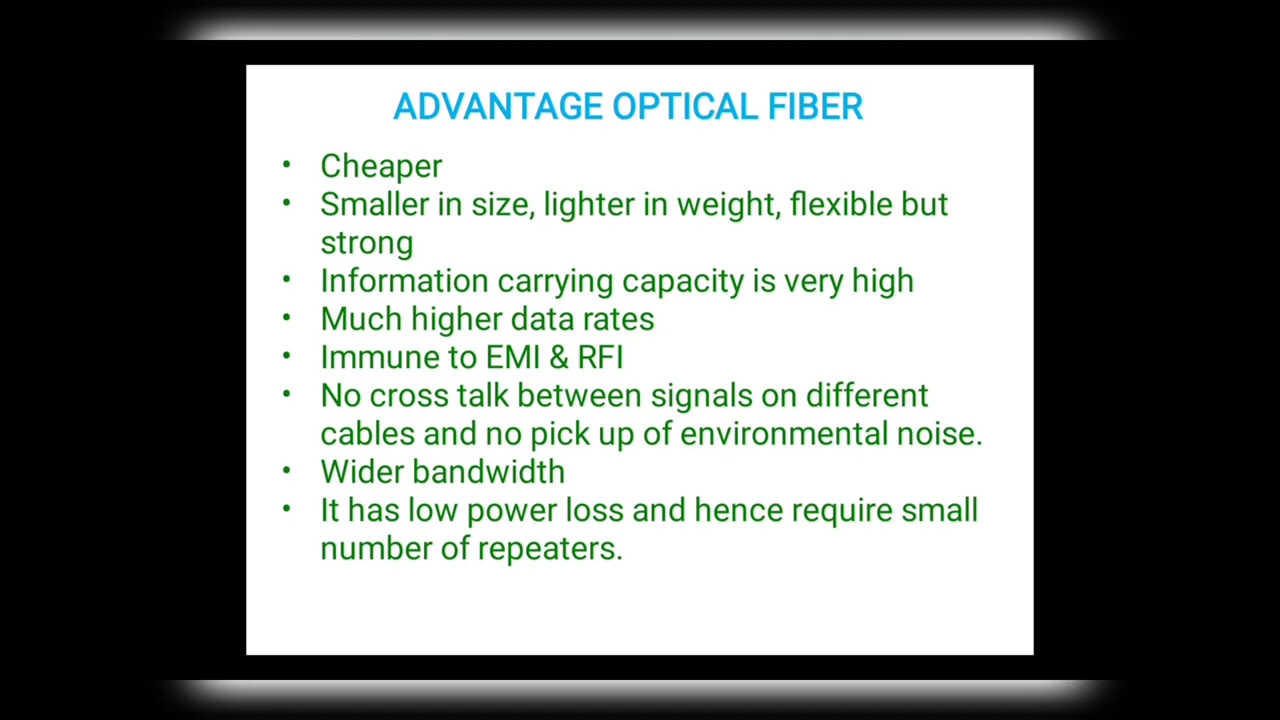 ADVANTAGE OPTICAL FIBER
• Cheaper
• Smaller in size, lighter in weight, flexible but
strong
• Information carrying capacity is very high
• Much higher data rates
• Immune to EMI & RFI
• No cross talk between signals on different
cables and no pick up of environmental noise.
• Wider bandwidth
• It has low power loss and hence require small
number of repeaters.